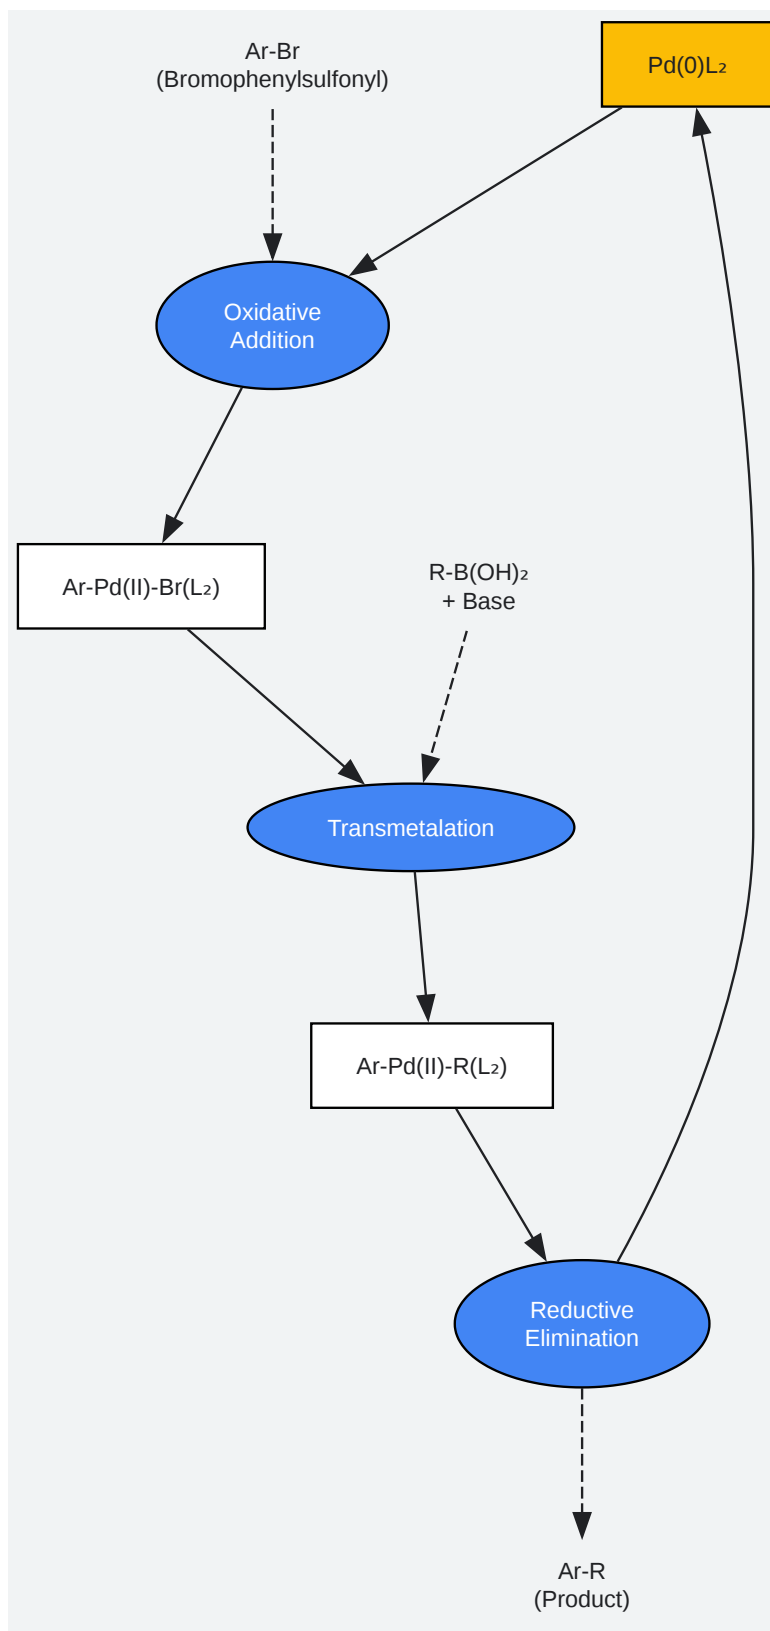 Ar-Br
(Bromophenylsulfonyl)
Pd(0)L₂
Oxidative
Addition
Ar-Pd(II)-Br(L₂)
R-B(OH)₂
+ Base
Transmetalation
Ar-Pd(II)-R(L₂)
Reductive
Elimination
Ar-R
(Product)